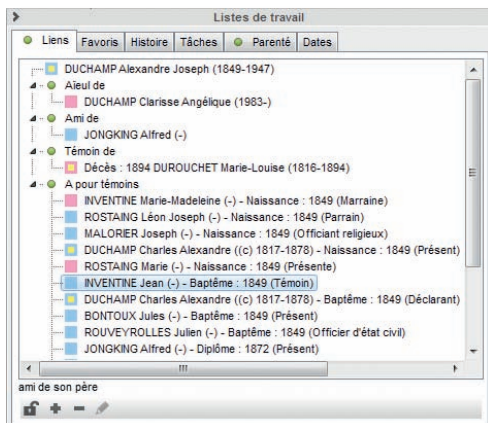 Listes de travail
Liens Favoris Histoire Tâches Parenté Dates
DUCHAMP Alexandre Joseph (1849-1947)
Aïeul de
DUCHAMP Clarisse Angélique (1983-)
Ami de
JONGKING Alfred (-)
Témoin de
Décès : 1894 DUROUCHET Marie-Louise (1816-1894)
A pour témoins
INVENTINE Marie-Madeleine (-) - Naissance : 1849 (Marraine)
ROSTAING Léon Joseph (-) - Naissance : 1849 (Parrain)
MALORIER Joseph (-) - Naissance : 1849 (Officiant religieux)
DUCHAMP Charles Alexandre ((c) 1817-1878) - Naissance : 1849 (Présent)
ROSTAING Marie (-) - Naissance : 1849 (Présente)
INVENTINE Jean (-) - Baptême : 1849 (Témoin)
DUCHAMP Charles Alexandre ((c) 1817-1878) - Baptême : 1849 (Déclarant)
BONTOUX Jules (-) - Baptême : 1849 (Présent)
ROUVEYROLLES Julien (-) - Baptême : 1849 (Officier d'état civil)
JONGKING Alfred (-) - Diplôme : 1872 (Présent)
ami de son père